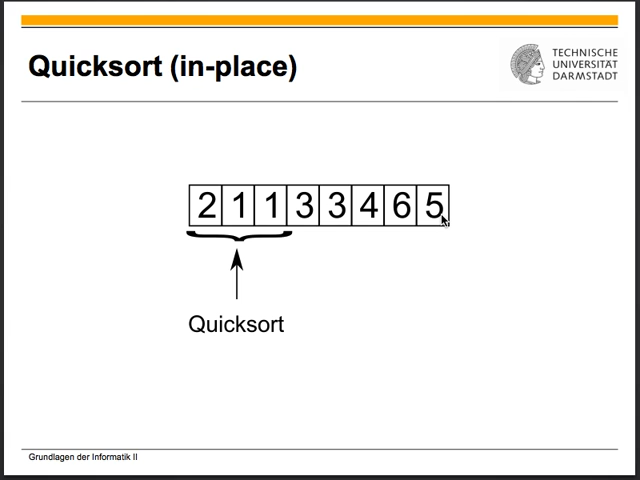 Quicksort (in-place)
TECHNISCHE
UNIVERSITÄT
DARMSTADT
2 1 1 3 3 4 6 5
Quicksort
Grundlagen der Informatik II